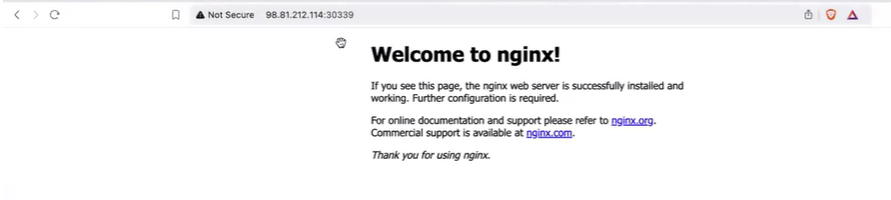 Not Secure 98.81.212.114:30339
Welcome to nginx!
If you see this page, the nginx web server is successfully installed and
working. Further configuration is required.
For online documentation and support please refer to nginx.org.
Commercial support is available at nginx.com.
Thank you for using nginx.